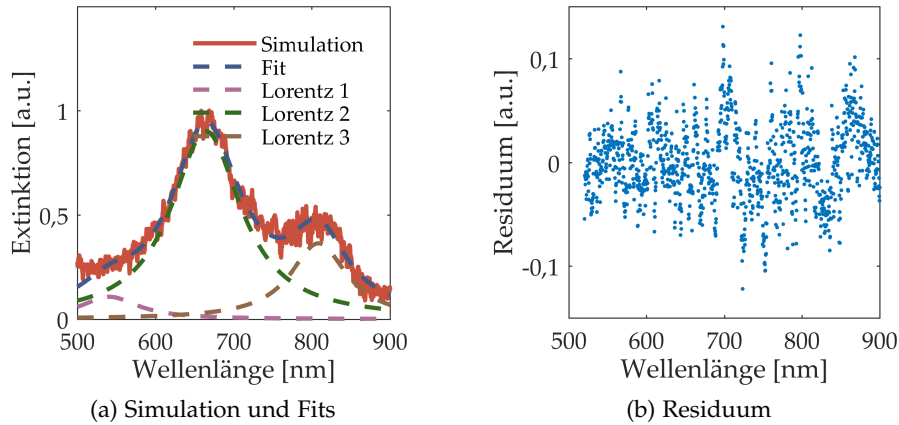 Simulation
Fit
Lorentz 1
Lorentz 2
Lorentz 3
Extinktion [a.u.]
1
0,5
0
500 600 700 800 900
Wellenlänge [nm]
(a) Simulation und Fits
Residuum [a.u.]
0,1
0
-0,1
500 600 700 800 900
Wellenlänge [nm]
(b) Residuum